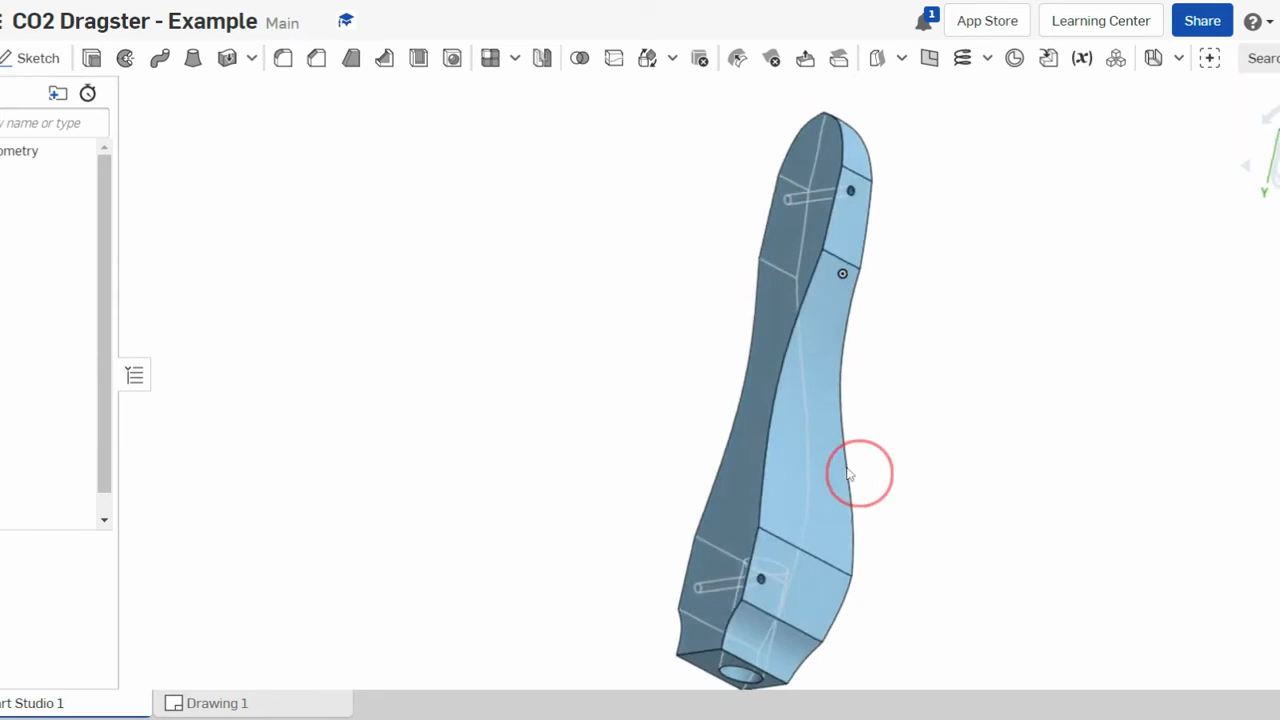 CO2 Dragster - Example Main
1
App Store
Learning Center
Share
Sketch
(x)
Searc
y name or type
ometry
Y
art Studio 1
Drawing 1